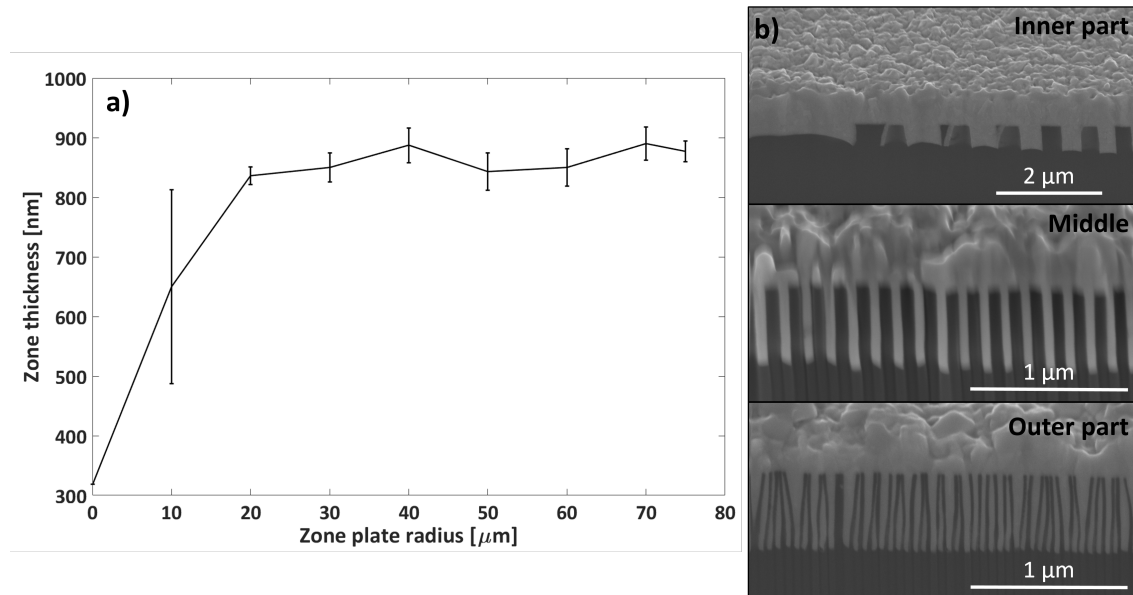 a)
1000
900
800
700
600
500
400
300
Zone thickness [nm]
0 10 20 30 40 50 60 70 80
Zone plate radius [μm]
b)
Inner part
2 μm
Middle
1 μm
Outer part
1 μm